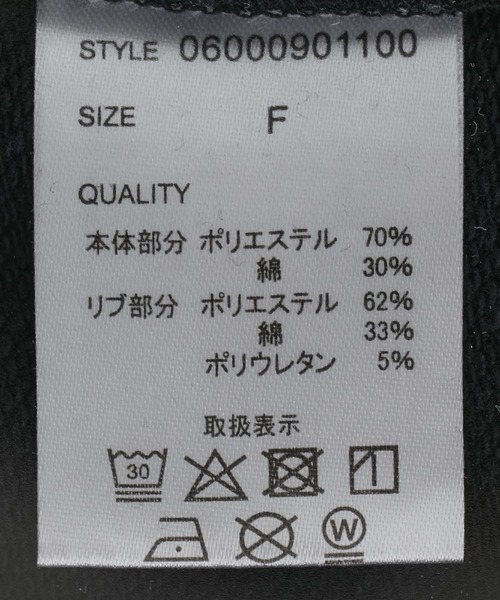 STYLE 06000901100
SIZE F
QUALITY
本体部分 ポリエステル 70%
綿 30%
リブ部分 ポリエステル 62%
綿 33%
ポリウレタン 5%
取扱表示
30
W